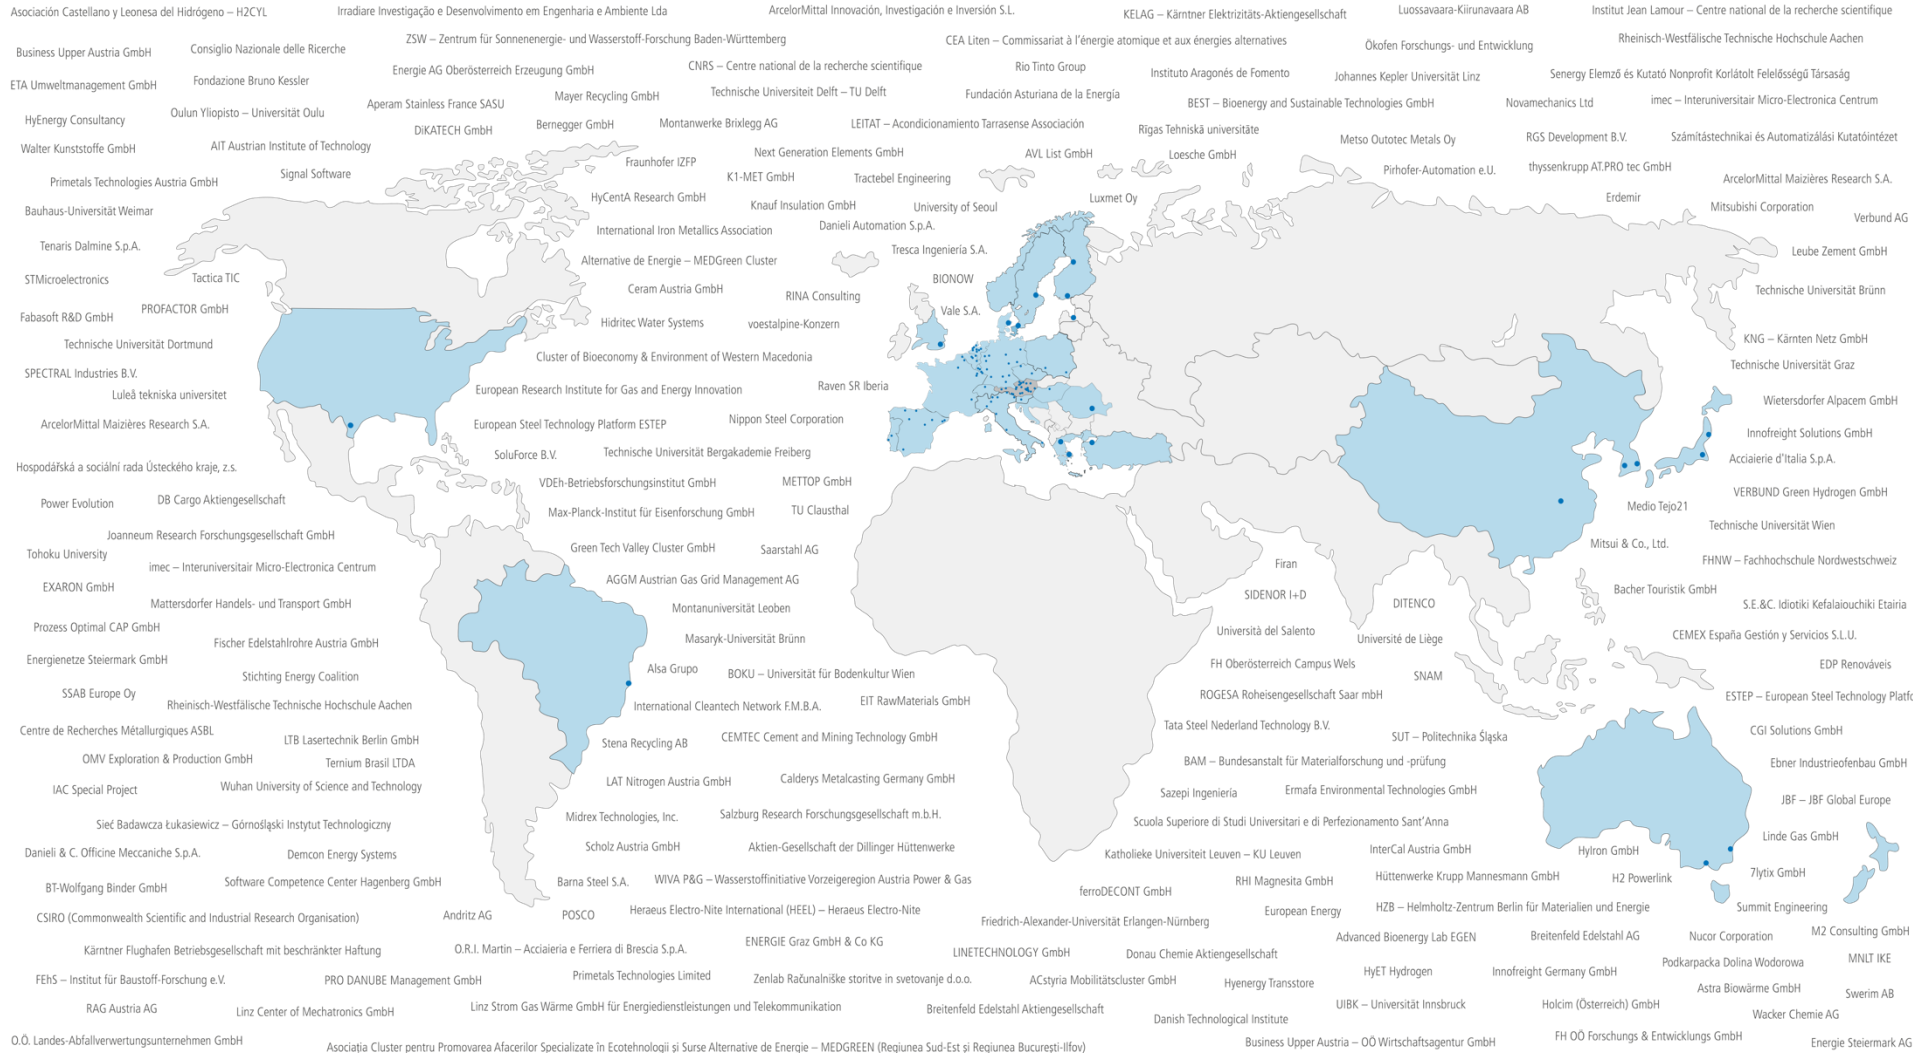 Asociación Castellano y Leonesa del Hidrógeno – H2CYL
Irradiare Investigação e Desenvolvimento em Engenharia e Ambiente Lda
ArcelorMittal Innovación, Investigación e Inversión S.L.
KELAG – Kärntner Elektrizitäts-Aktiengesellschaft
Luossavaara-Kiirunavaara AB
Institut Jean Lamour – Centre national de la recherche scientifique
Business Upper Austria GmbH
Consiglio Nazionale delle Ricerche
ZSW – Zentrum für Sonnenenergie- und Wasserstoff-Forschung Baden-Württemberg
CEA Liten – Commissariat à l'énergie atomique et aux énergies alternatives
Ökofen Forschungs- und Entwicklung
Rheinisch-Westfälische Technische Hochschule Aachen
ETA Umweltmanagement GmbH
Fondazione Bruno Kessler
Energie AG Oberösterreich Erzeugung GmbH
CNRS – Centre national de la recherche scientifique
Rio Tinto Group
Instituto Aragonés de Fomento
Johannes Kepler Universität Linz
Senergy Elemző és Kutató Nonprofit Korlátolt Felelősségű Társaság
HyEnergy Consultancy
Oulun Yliopisto – Universität Oulu
Aperam Stainless France SASU
Mayer Recycling GmbH
Technische Universiteit Delft – TU Delft
Fundación Asturiana de la Energía
BEST – Bioenergy and Sustainable Technologies GmbH
Novamechanics Ltd
imec – Interuniversitair Micro-Electronica Centrum
DiKATECH GmbH
Bernegger GmbH
Montanwerke Brixlegg AG
LEITAT – Acondicionamiento Tarrasense Associación
Rīgas Tehniskā universitāte
Metso Outotec Metals Oy
RGS Development B.V.
Számítástechnikai és Automatizálási Kutatóintézet
Walter Kunststoffe GmbH
AIT Austrian Institute of Technology
Fraunhofer IZFP
Next Generation Elements GmbH
AVL List GmbH
Loesche GmbH
Pirhofer-Automation e.U.
thyssenkrupp AT.PRO tec GmbH
Primetals Technologies Austria GmbH
Signal Software
K1-MET GmbH
Tractebel Engineering
ArcelorMittal Maizières Research S.A.
Bauhaus-Universität Weimar
HyCentA Research GmbH
Knauf Insulation GmbH
University of Seoul
Luxmet Oy
Erdemir
Mitsubishi Corporation
Verbund AG
Tenaris Dalmine S.p.A.
International Iron Metallics Association
Danieli Automation S.p.A.
Tresca Ingeniería S.A.
Leube Zement GmbH
STMicroelectronics
Tactica TIC
Alternative de Energie – MEDGreen Cluster
BIONOW
Technische Universität Brünn
Fabasoft R&D GmbH
PROFACTOR GmbH
Ceram Austria GmbH
RINA Consulting
Vale S.A.
Technische Universität Dortmund
Hidritec Water Systems
voestalpine-Konzern
KNG – Kärnten Netz GmbH
SPECTRAL Industries B.V.
Cluster of Bioeconomy & Environment of Western Macedonia
Technische Universität Graz
Luleå tekniska universitet
European Research Institute for Gas and Energy Innovation
Raven SR Iberia
Wietersdorfer Alpacem GmbH
ArcelorMittal Maizières Research S.A.
European Steel Technology Platform ESTEP
Nippon Steel Corporation
Innofreight Solutions GmbH
Hospodářská a sociální rada Ústeckého kraje, z.s.
SoluForce B.V.
Technische Universität Bergakademie Freiberg
Acciaierie d'Italia S.p.A.
Power Evolution
DB Cargo Aktiengesellschaft
VDEh-Betriebsforschungsinstitut GmbH
METTOP GmbH
VERBUND Green Hydrogen GmbH
Joanneum Research Forschungsgesellschaft GmbH
Max-Planck-Institut für Eisenforschung GmbH
TU Clausthal
Medio Tejo21
Technische Universität Wien
Tohoku University
imec – Interuniversitair Micro-Electronica Centrum
Green Tech Valley Cluster GmbH
Saarstahl AG
Mitsui & Co., Ltd.
FHNW – Fachhochschule Nordwestschweiz
EXARON GmbH
AGGM Austrian Gas Grid Management AG
Firan
Bacher Touristik GmbH
Mattersdorfer Handels- und Transport GmbH
Montanuniversität Leoben
SIDENOR I+D
DITENCO
S.E.&C. Idiotiki Kefalaiouchiki Etairia
Prozess Optimal CAP GmbH
Fischer Edelstahlrohre Austria GmbH
Masaryk-Universität Brünn
Università del Salento
Université de Liège
CEMEX España Gestión y Servicios S.L.U.
Energienetze Steiermark GmbH
Stichting Energy Coalition
Alsa Grupo
BOKU – Universität für Bodenkultur Wien
FH Oberösterreich Campus Wels
SNAM
EDP Renováveis
SSAB Europe Oy
Rheinisch-Westfälische Technische Hochschule Aachen
International Cleantech Network F.M.B.A.
EIT RawMaterials GmbH
ROGESA Roheisengesellschaft Saar mbH
ESTEP – European Steel Technology Platfo
Centre de Recherches Métallurgiques ASBL
LTB Lasertechnik Berlin GmbH
Stena Recycling AB
CEMTEC Cement and Mining Technology GmbH
Tata Steel Nederland Technology B.V.
SUT – Politechnika Śląska
CGI Solutions GmbH
OMV Exploration & Production GmbH
Ternium Brasil LTDA
BAM – Bundesanstalt für Materialforschung und -prüfung
Ebner Industrieofenbau GmbH
IAC Special Project
Wuhan University of Science and Technology
LAT Nitrogen Austria GmbH
Calderys Metalcasting Germany GmbH
Sazepi Ingeniería
Ermafa Environmental Technologies GmbH
JBF – JBF Global Europe
Sieć Badawcza Łukasiewicz – Górnośląski Instytut Technologiczny
Midrex Technologies, Inc.
Salzburg Research Forschungsgesellschaft m.b.H.
Scuola Superiore di Studi Universitari e di Perfezionamento Sant'Anna
Linde Gas GmbH
Danieli & C. Officine Meccaniche S.p.A.
Demcon Energy Systems
Scholz Austria GmbH
Aktien-Gesellschaft der Dillinger Hüttenwerke
Katholieke Universiteit Leuven – KU Leuven
InterCal Austria GmbH
HyIron GmbH
7lytix GmbH
BT-Wolfgang Binder GmbH
Software Competence Center Hagenberg GmbH
Barna Steel S.A.
WIVA P&G – Wasserstoffinitiative Vorzeigeregion Austria Power & Gas
ferroDECONT GmbH
RHI Magnesita GmbH
Hüttenwerke Krupp Mannesmann GmbH
H2 Powerlink
CSIRO (Commonwealth Scientific and Industrial Research Organisation)
Andritz AG
POSCO
Heraeus Electro-Nite International (HEEL) – Heraeus Electro-Nite
Friedrich-Alexander-Universität Erlangen-Nürnberg
European Energy
HZB – Helmholtz-Zentrum Berlin für Materialien und Energie
Summit Engineering
Kärntner Flughafen Betriebsgesellschaft mit beschränkter Haftung
O.R.I. Martin – Acciaieria e Ferriera di Brescia S.p.A.
ENERGIE Graz GmbH & Co KG
LINETECHNOLOGY GmbH
Donau Chemie Aktiengesellschaft
Advanced Bioenergy Lab EGEN
Breitenfeld Edelstahl AG
Nucor Corporation
M2 Consulting GmbH
FEhS – Institut für Baustoff-Forschung e.V.
PRO DANUBE Management GmbH
Primetals Technologies Limited
Zenlab Računalniške storitve in svetovanje d.o.o.
ACstyria Mobilitätscluster GmbH
Hyenergy Transstore
HyET Hydrogen
Innofreight Germany GmbH
Podkarpacka Dolina Wodorowa
MNLT IKE
RAG Austria AG
Linz Center of Mechatronics GmbH
Linz Strom Gas Wärme GmbH für Energiedienstleistungen und Telekommunikation
Breitenfeld Edelstahl Aktiengesellschaft
Danish Technological Institute
UIBK – Universität Innsbruck
Holcim (Österreich) GmbH
Astra Biowärme GmbH
Swerim AB
Wacker Chemie AG
O.Ö. Landes-Abfallverwertungsunternehmen GmbH
Asociația Cluster pentru Promovarea Afacerilor Specializate în Ecotehnologii și Surse Alternative de Energie – MEDGREEN (Regiunea Sud-Est și Regiunea București-Ilfov)
Business Upper Austria – OÖ Wirtschaftsagentur GmbH
FH OÖ Forschungs & Entwicklungs GmbH
Energie Steiermark AG